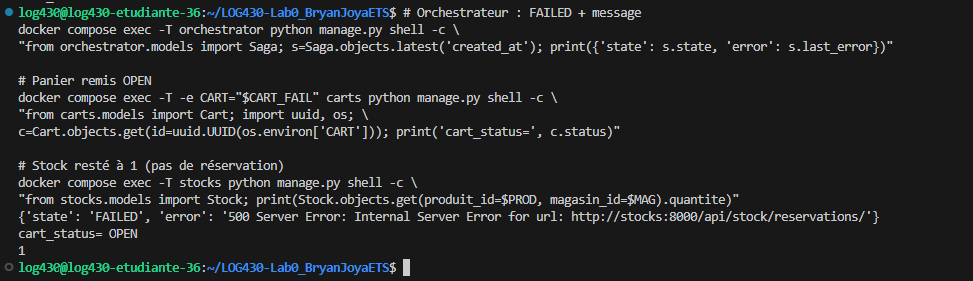 log430@log430-etudiante-36:~/LOG430-Lab0_BryanJoyaETS$ # Orchestrateur : FAILED + message
docker compose exec -T orchestrator python manage.py shell -c \
"from orchestrator.models import Saga; s=Saga.objects.latest('created_at'); print({'state': s.state, 'error': s.last_error})"
# Panier remis OPEN
docker compose exec -T -e CART="$CART_FAIL" carts python manage.py shell -c \
"from carts.models import Cart; import uuid, os; \
c=Cart.objects.get(id=uuid.UUID(os.environ['CART'])); print('cart_status=', c.status)"
# Stock resté à 1 (pas de réservation)
docker compose exec -T stocks python manage.py shell -c \
"from stocks.models import Stock; print(Stock.objects.get(produit_id=$PROD, magasin_id=$MAG).quantite)"
{'state': 'FAILED', 'error': '500 Server Error: Internal Server Error for url: http://stocks:8000/api/stock/reservations/'}
cart_status= OPEN
1
log430@log430-etudiante-36:~/LOG430-Lab0_BryanJoyaETS$